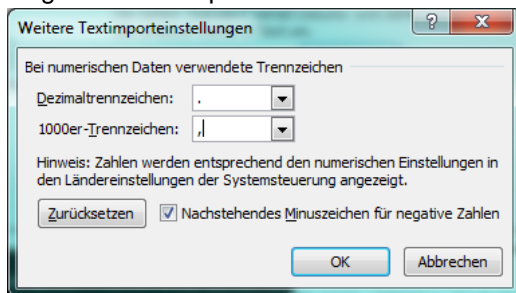 Weitere Textimporteinstellungen
Bei numerischen Daten verwendete Trennzeichen
Dezimaltrennzeichen: .
1000er-Trennzeichen: ,
Hinweis: Zahlen werden entsprechend den numerischen Einstellungen in
den Ländereinstellungen der Systemsteuerung angezeigt.
Zurücksetzen Nachstehendes Minuszeichen für negative Zahlen
OK Abbrechen